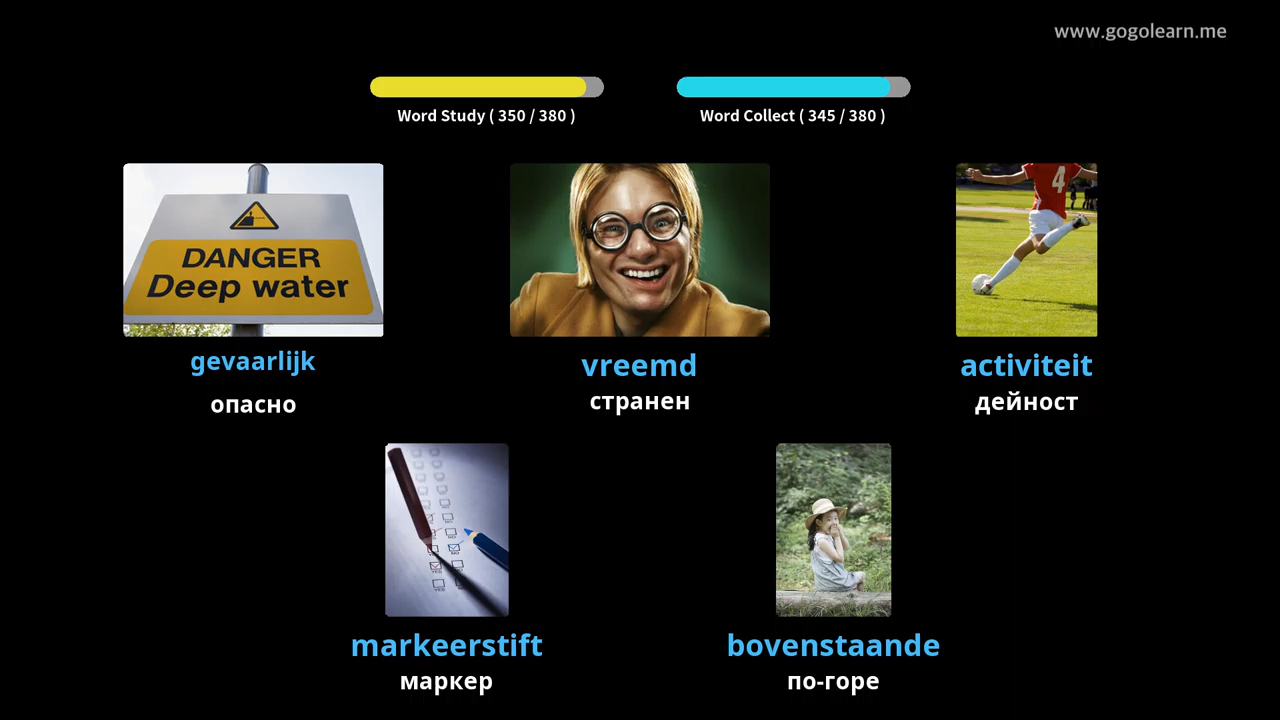 www.gogolearn.me
Word Study ( 350 / 380 )
Word Collect ( 345 / 380 )
DANGER
Deep water
4
gevaarlijk
опасно
vreemd
странен
activiteit
дейност
markeerstift
маркер
bovenstaande
по-горе